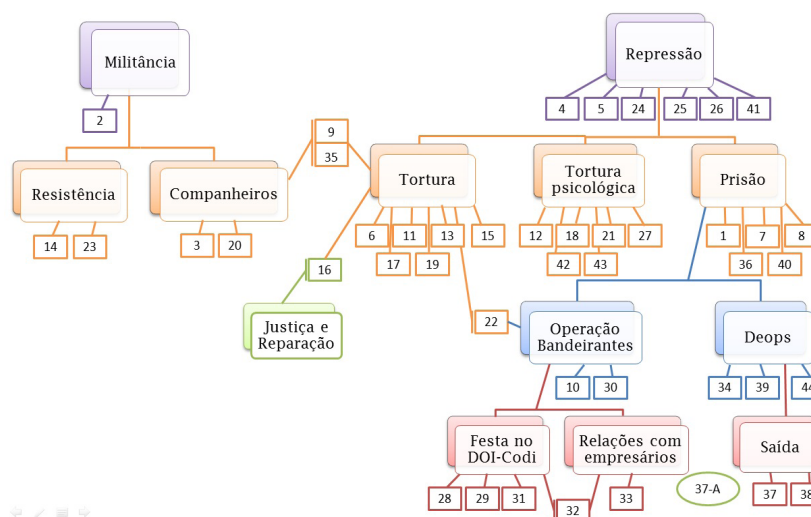 Militância
Repressão
2
4 5 24 25 26 41
9
35
Resistência
Companheiros
Tortura
Tortura
psicológica
Prisão
14 23
3 20
6 11 13 15
17 19
12 18 21 27
42 43
1 7 8
36 40
16
22
Justiça e
Reparação
Operação
Bandeirantes
Deops
10 30
34 39 44
Festa no
DOI-Codi
Relações com
empresários
Saída
28 29 31
32
33
37-A
37 38